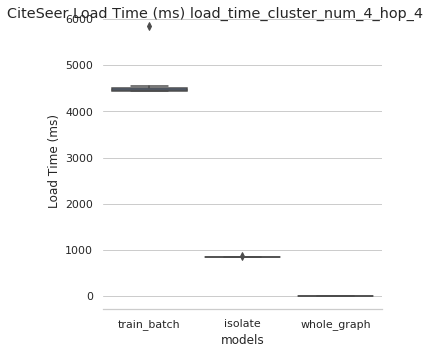 CiteSeer Load Time (ms) load_time_cluster_num_4_hop_4
6000
5000
4000
3000
2000
1000
0
Load Time (ms)
train_batch isolate whole_graph
models